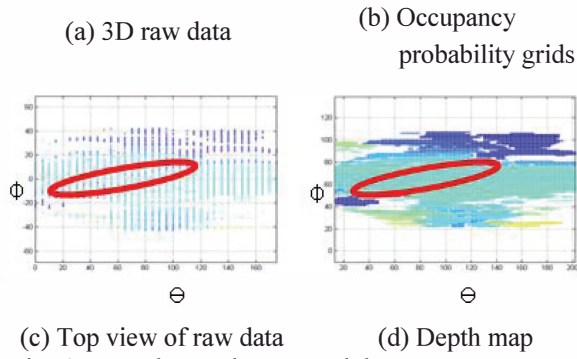 (a) 3D raw data
(b) Occupancy
probability grids
60
40
20
0
-20
-40
-60
Φ
0 20 40 60 80 100 120 140 160
Θ
140
120
100
80
60
40
20
0
Φ
20 40 60 80 100 120 140 160 180 200
Θ
(c) Top view of raw data
(d) Depth map